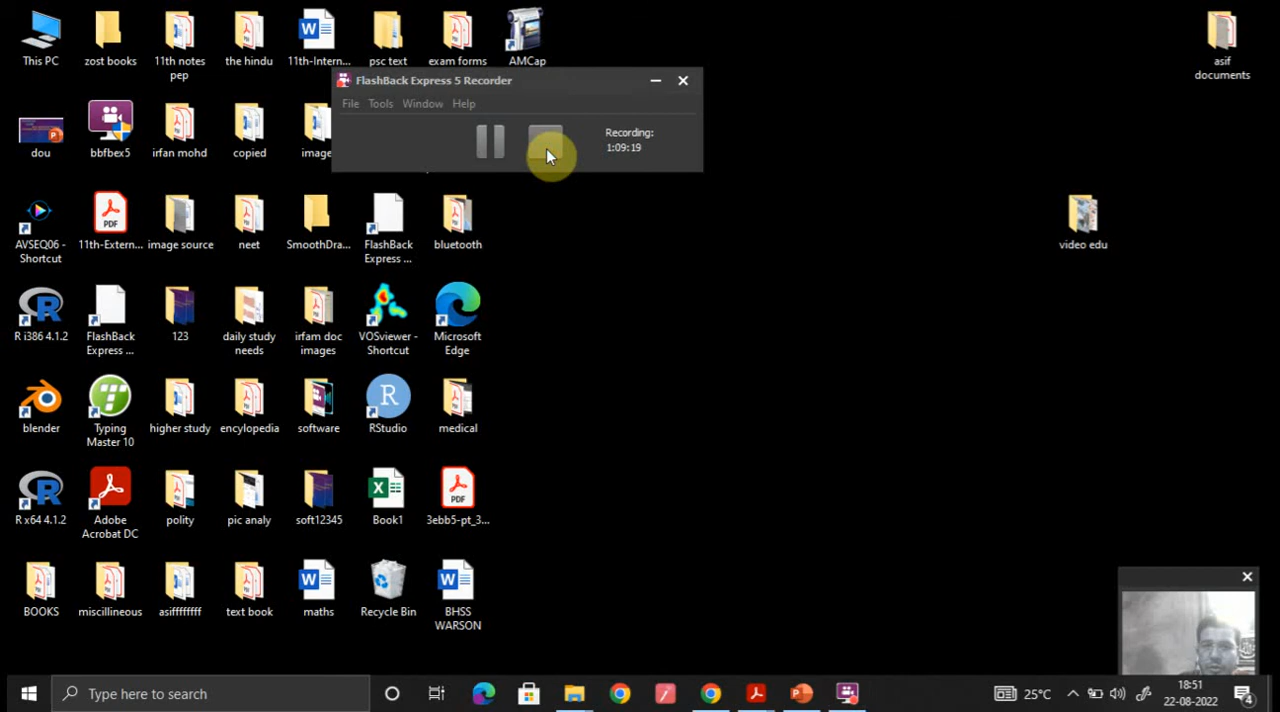 This PC
zost books
11th notes
pep
the hindu
11th-Intern...
psc text
exam forms
AMCap
asif
documents
FlashBack Express 5 Recorder
File
Tools
Window
Help
Recording:
1:09:19
dou
bbfbex5
irfan mohd
copied
AVSEQ06 -
Shortcut
11th-Extern...
image source
neet
SmoothDra...
FlashBack
Express ...
bluetooth
video edu
R i386 4.1.2
FlashBack
Express ...
123
daily study
needs
irfam doc
images
VOSviewer -
Shortcut
Microsoft
Edge
blender
Typing
Master 10
higher study
encylopedia
software
RStudio
medical
R x64 4.1.2
Adobe
Acrobat DC
polity
pic analy
soft12345
Book1
3ebb5-pt_3...
BOOKS
miscillineous
asifffffff
text book
maths
Recycle Bin
BHSS
WARSON
Type here to search
25°C
18:51
22-08-2022
4